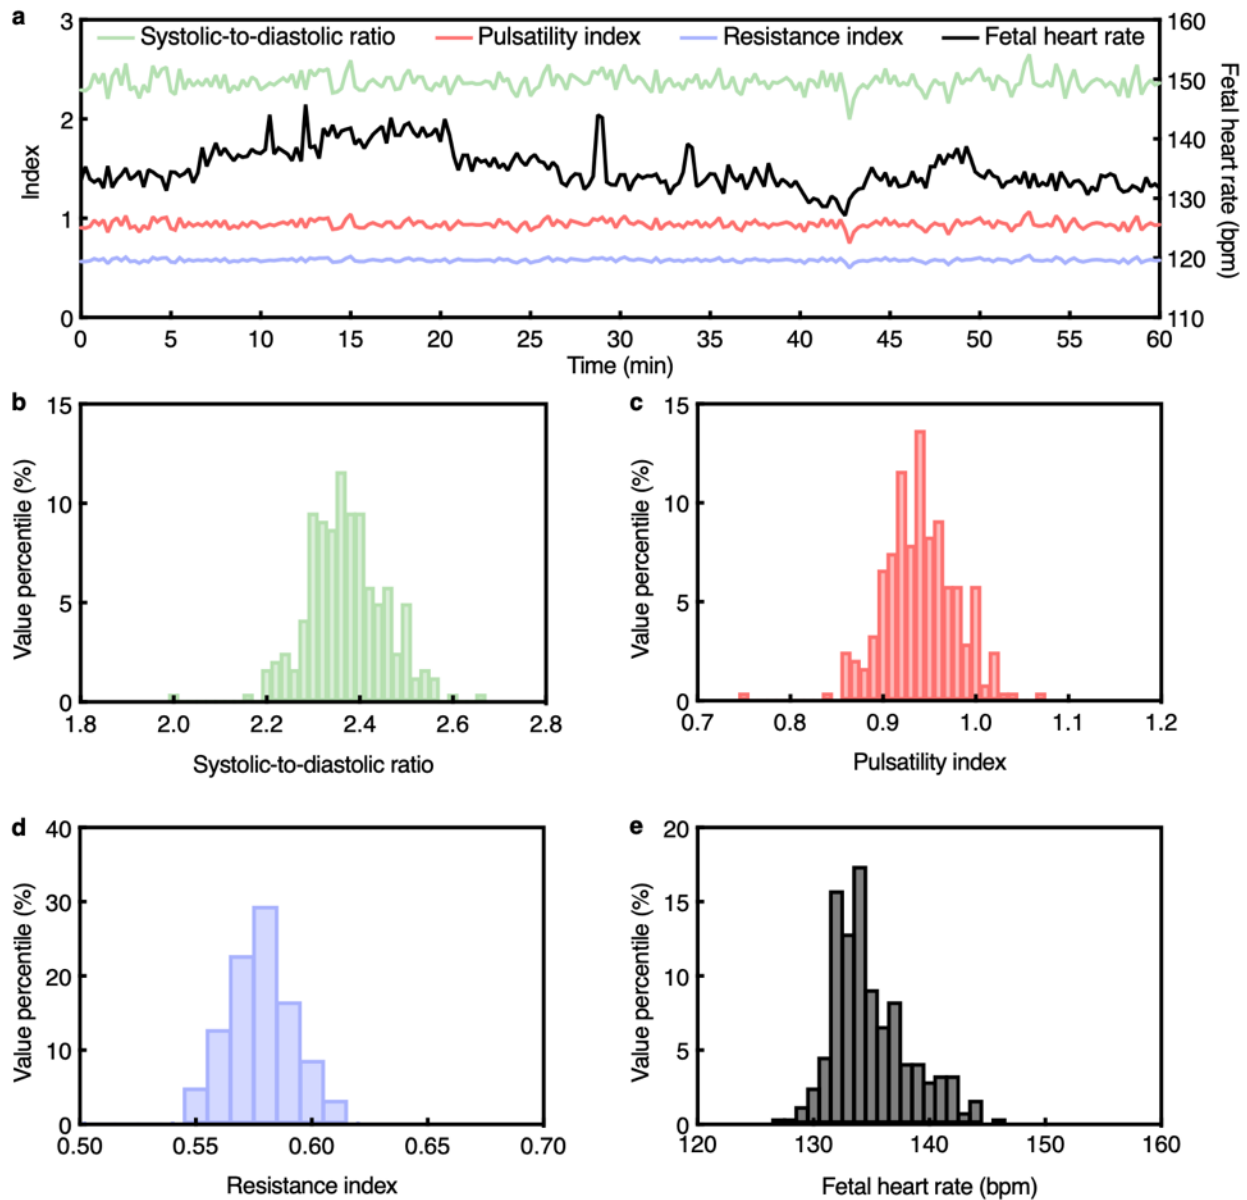 a
Systolic-to-diastolic ratio Pulsatility index Resistance index Fetal heart rate
3 2 1 0
Index
160 150 140 130 120 110
Fetal heart rate (bpm)
0 5 10 15 20 25 30 35 40 45 50 55 60
Time (min)
b
15 10 5 0
Value percentile (%)
1.8 2.0 2.2 2.4 2.6 2.8
Systolic-to-diastolic ratio
c
15 10 5 0
Value percentile (%)
0.7 0.8 0.9 1.0 1.1 1.2
Pulsatility index
d
40 30 20 10 0
Value percentile (%)
0.50 0.55 0.60 0.65 0.70
Resistance index
e
20 15 10 5 0
Value percentile (%)
120 130 140 150 160
Fetal heart rate (bpm)